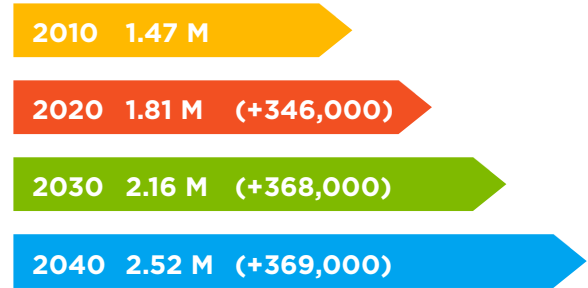 2010 1.47 M
2020 1.81 M (+346,000)
2030 2.16 M (+368,000)
2040 2.52 M (+369,000)